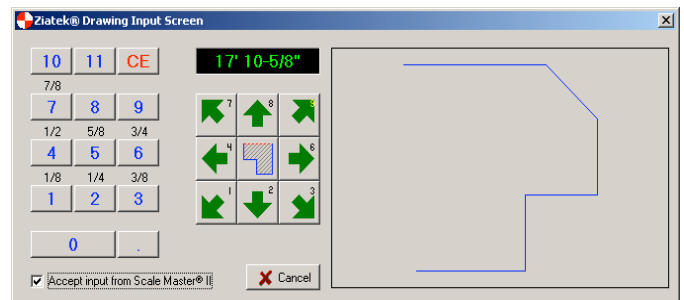 Ziatek® Drawing Input Screen
10 11 CE
17' 10-5/8"
7/8
7 8 9
7 8 9
1/2 5/8 3/4
4 5 6
4 6
1/8 1/4 3/8
1 2 3
1 2 3
0 .
Accept input from Scale Master® II
Cancel